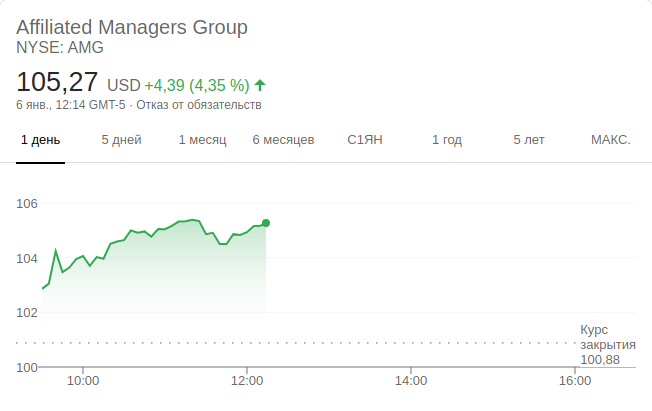 Affiliated Managers Group
NYSE: AMG
105,27 USD +4,39 (4,35 %)
6 янв., 12:14 GMT-5 · Отказ от обязательств
1 день 5 дней 1 месяц 6 месяцев С1ЯН 1 год 5 лет МАКС.
106
104
102
100
Курс
закрытия
100,88
10:00 12:00 14:00 16:00